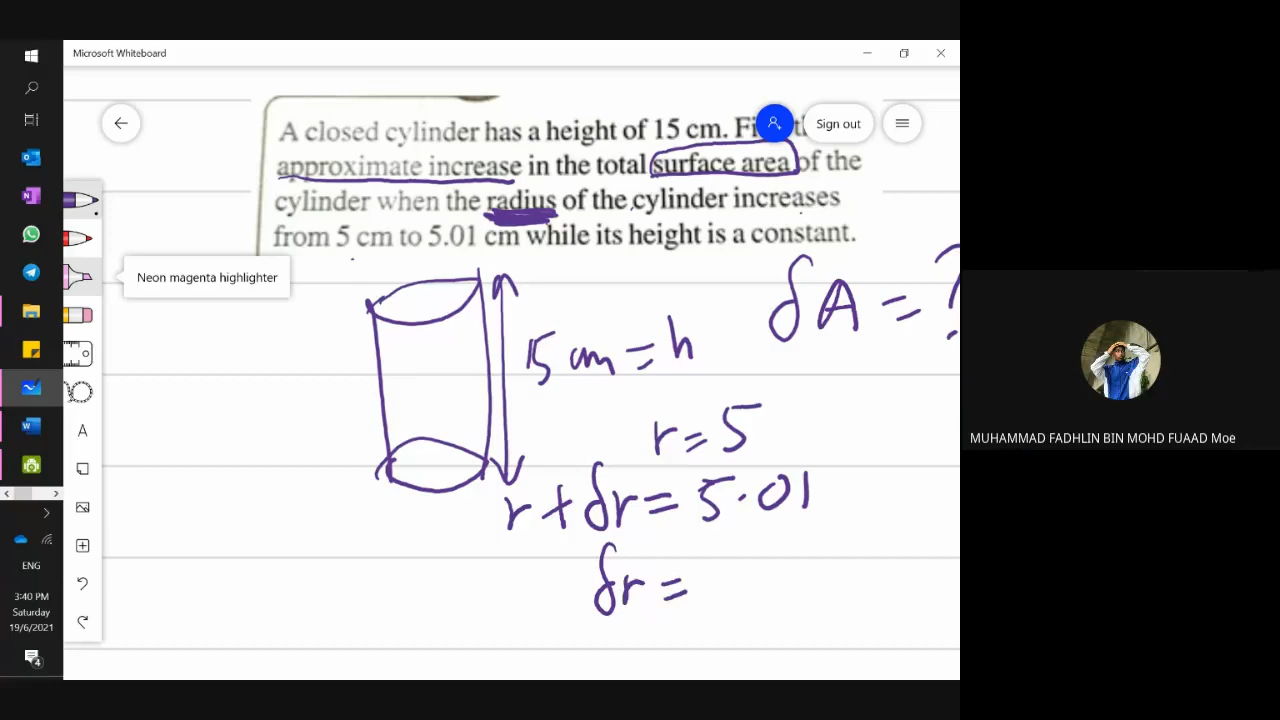 Microsoft Whiteboard
Sign out
A closed cylinder has a height of 15 cm.
approximate increase in the total surface area of the
cylinder when the radius of the cylinder increases
from 5 cm to 5.01 cm while its height is a constant.
Neon magenta highlighter
δA = ?
15 cm = h
r = 5
r + δr = 5.01
δr =
A
ENG
3:40 PM
Saturday
19/6/2021
4
MUHAMMAD FADHLIN BIN MOHD FUAAD Moe